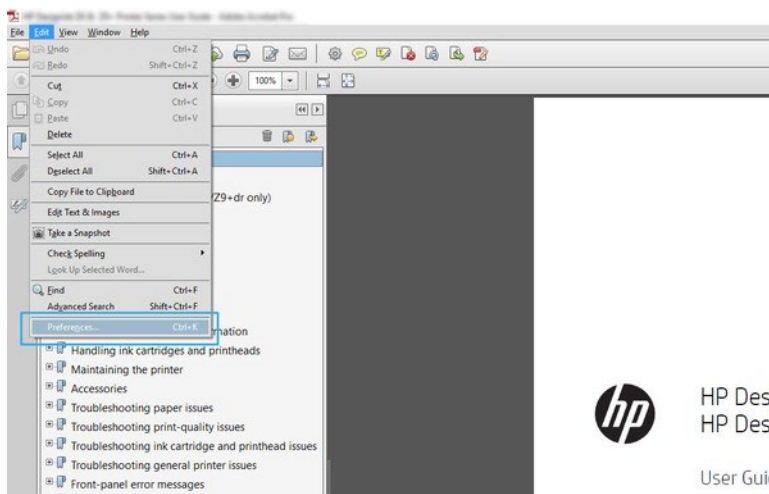 File Edit View Window Help
Undo Ctrl+Z
Redo Shift+Ctrl+Z
Cut Ctrl+X
100%
Copy Ctrl+C
Paste Ctrl+V
Delete
Select All Ctrl+A
Deselect All Shift+Ctrl+A
Copy File to Clipboard
Z9+dr only)
Edit Text & Images
Take a Snapshot
Check Spelling
Look Up Selected Word...
Find Ctrl+F
Advanced Search Shift+Ctrl+F
Preferences... Ctrl+K
mation
Handling ink cartridges and printheads
Maintaining the printer
Accessories
Troubleshooting paper issues
Troubleshooting print-quality issues
Troubleshooting ink cartridge and printhead issues
Troubleshooting general printer issues
Front-panel error messages
hp
HP Des
HP Des
User Gui